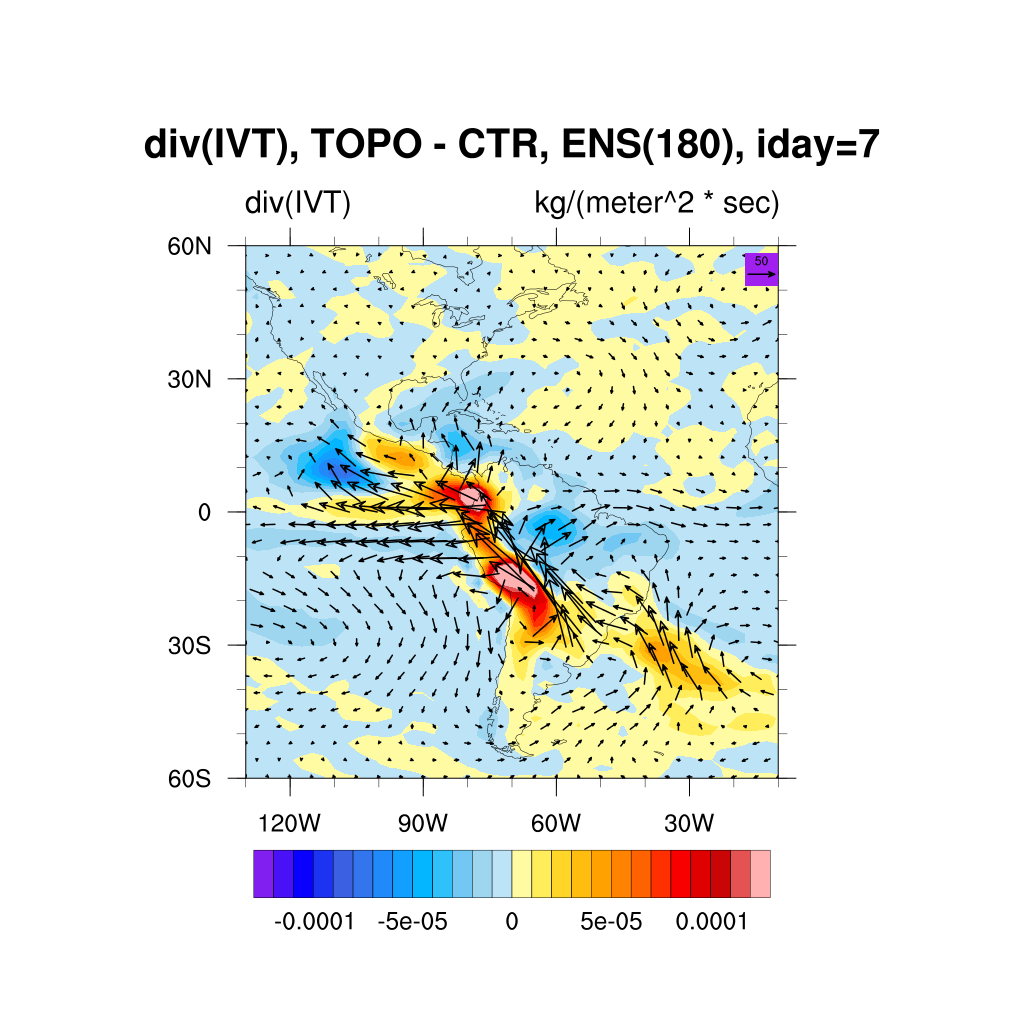 div(IVT), TOPO - CTR, ENS(180), iday=7
div(IVT) kg/(meter^2 * sec)
60N
50
30N
0
30S
60S
120W 90W 60W 30W
-0.0001 -5e-05 0 5e-05 0.0001